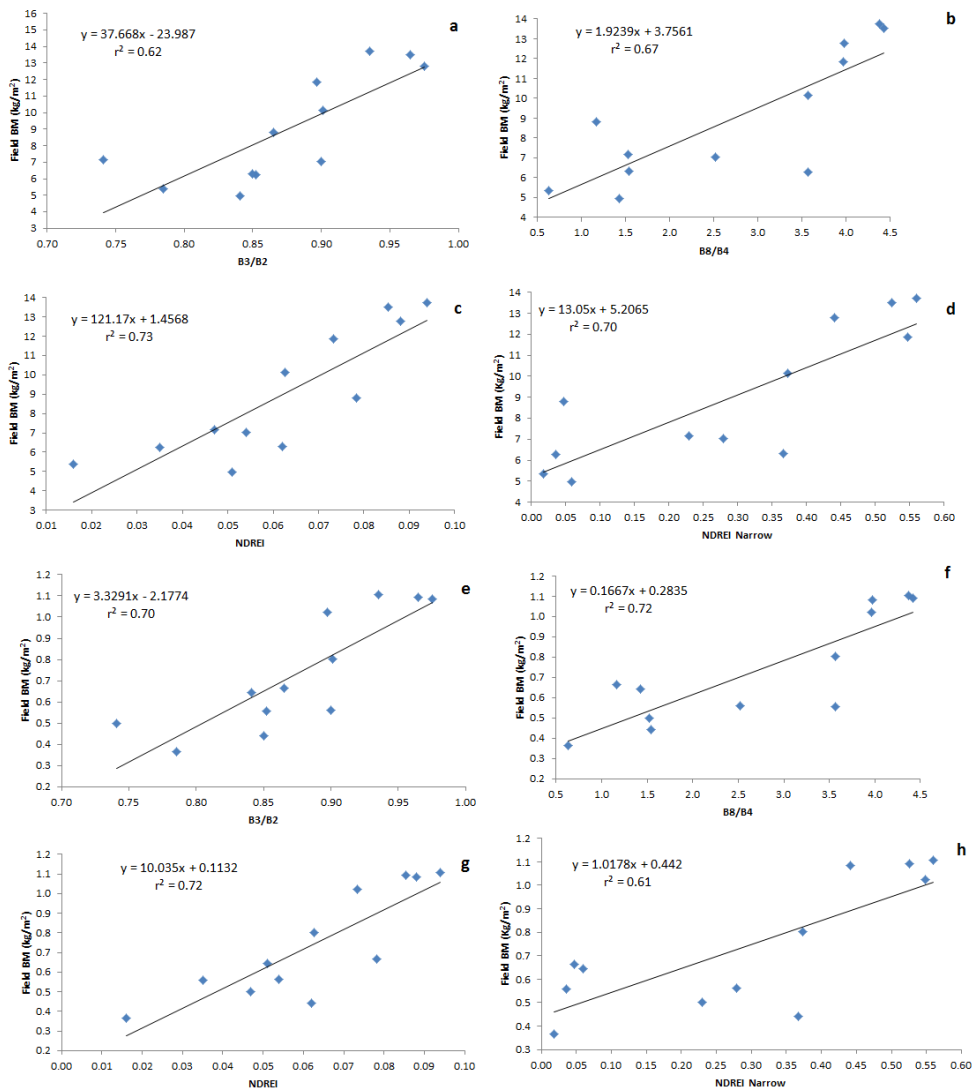 a
y = 37.668x - 23.987
r² = 0.62
Field BM (kg/m²)
16
15
14
13
12
11
10
9
8
7
6
5
4
3
0.70 0.75 0.80 0.85 0.90 0.95 1.00
B3/B2
b
y = 1.9239x + 3.7561
r² = 0.67
Field BM (kg/m²)
14
13
12
11
10
9
8
7
6
5
4
0.5 1.0 1.5 2.0 2.5 3.0 3.5 4.0 4.5
B8/B4
c
y = 121.17x + 1.4568
r² = 0.73
Field BM (kg/m²)
14
13
12
11
10
9
8
7
6
5
4
3
0.01 0.02 0.03 0.04 0.05 0.06 0.07 0.08 0.09 0.10
NDREI
d
y = 13.05x + 5.2065
r² = 0.70
Field BM (Kg/m²)
14
13
12
11
10
9
8
7
6
5
4
0.00 0.05 0.10 0.15 0.20 0.25 0.30 0.35 0.40 0.45 0.50 0.55 0.60
NDREI Narrow
e
y = 3.3291x - 2.1774
r² = 0.70
Field BM (kg/m²)
1.2
1.1
1.0
0.9
0.8
0.7
0.6
0.5
0.4
0.3
0.2
0.70 0.75 0.80 0.85 0.90 0.95 1.00
B3/B2
f
y = 0.1667x + 0.2835
r² = 0.72
Field BM (kg/m²)
1.2
1.1
1.0
0.9
0.8
0.7
0.6
0.5
0.4
0.3
0.2
0.5 1.0 1.5 2.0 2.5 3.0 3.5 4.0 4.5
B8/B4
g
y = 10.035x + 0.1132
r² = 0.72
Field BM (kg/m²)
1.2
1.1
1.0
0.9
0.8
0.7
0.6
0.5
0.4
0.3
0.2
0.00 0.01 0.02 0.03 0.04 0.05 0.06 0.07 0.08 0.09 0.10
NDREI
h
y = 1.0178x + 0.442
r² = 0.61
Field BM (Kg/m²)
1.2
1.1
1.0
0.9
0.8
0.7
0.6
0.5
0.4
0.3
0.00 0.05 0.10 0.15 0.20 0.25 0.30 0.35 0.40 0.45 0.50 0.55 0.60
NDREI Narrow